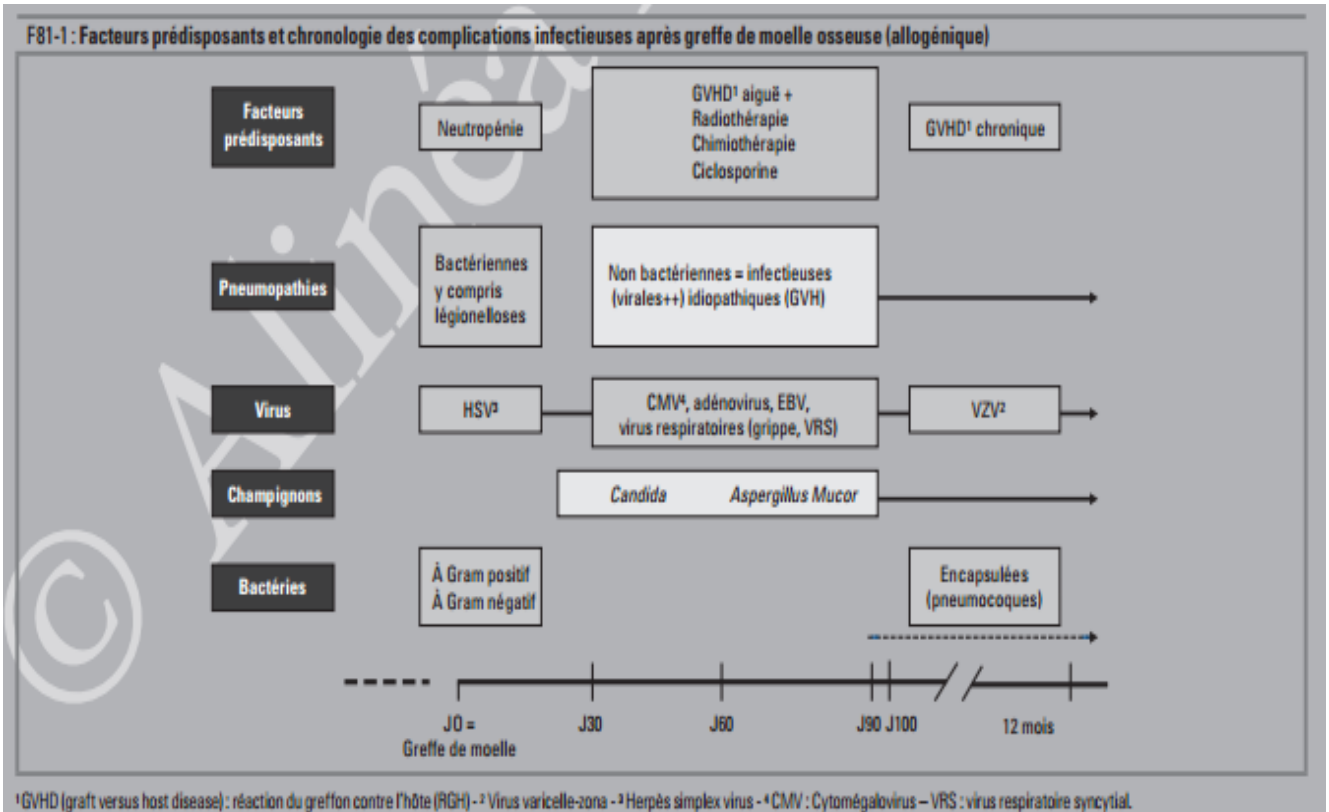 F81-1 : Facteurs prédisposants et chronologie des complications infectieuses après greffe de moelle osseuse (allogénique)
Facteurs
prédisposants
Neutropénie
GVHD¹ aiguë +
Radiothérapie
Chimiothérapie
Ciclosporine
GVHD¹ chronique
Pneumopathies
Bactériennes
y compris
légionelloses
Non bactériennes = infectieuses
(virales++) idiopathiques (GVH)
Virus
HSV³
CMV⁴, adénovirus, EBV,
virus respiratoires (grippe, VRS)
VZV²
Champignons
Candida Aspergillus Mucor
Bactéries
À Gram positif
À Gram négatif
Encapsulées
(pneumocoques)
J0 =
Greffe de moelle
J30
J60
J90 J100
12 mois
¹GVHD (graft versus host disease) : réaction du greffon contre l'hôte (RGH) - ² Virus varicelle-zona - ³ Herpès simplex virus - ⁴ CMV : Cytomégalovirus – VRS : virus respiratoire syncytial.
© Aliné